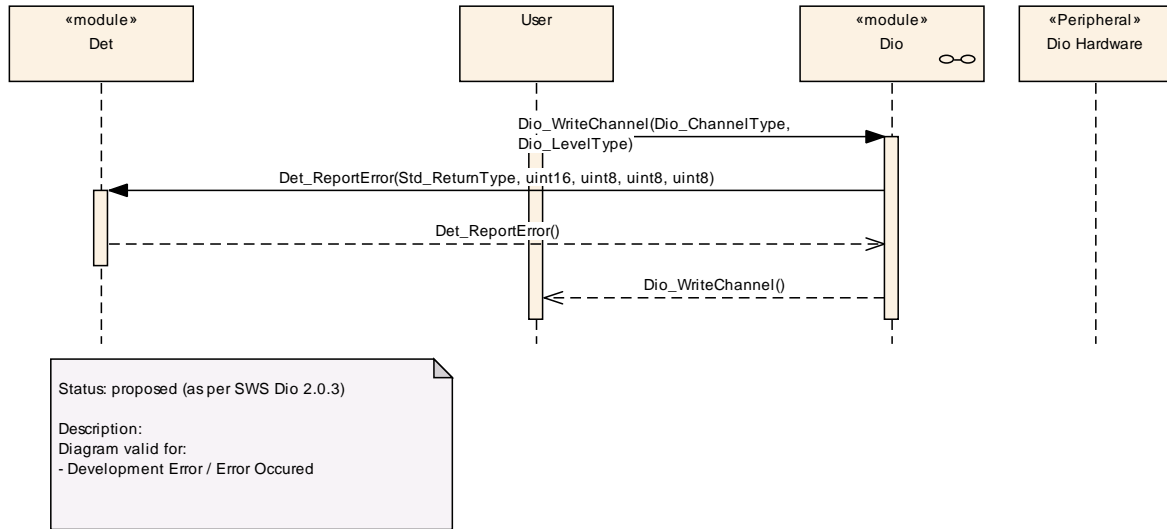 «module»
Det
User
«module»
Dio
«Peripheral»
Dio Hardware
Dio_WriteChannel(Dio_ChannelType,
Dio_LevelType)
Det_ReportError(Std_ReturnType, uint16, uint8, uint8, uint8)
Det_ReportError()
Dio_WriteChannel()
Status: proposed (as per SWS Dio 2.0.3)
Description:
Diagram valid for:
- Development Error / Error Occured